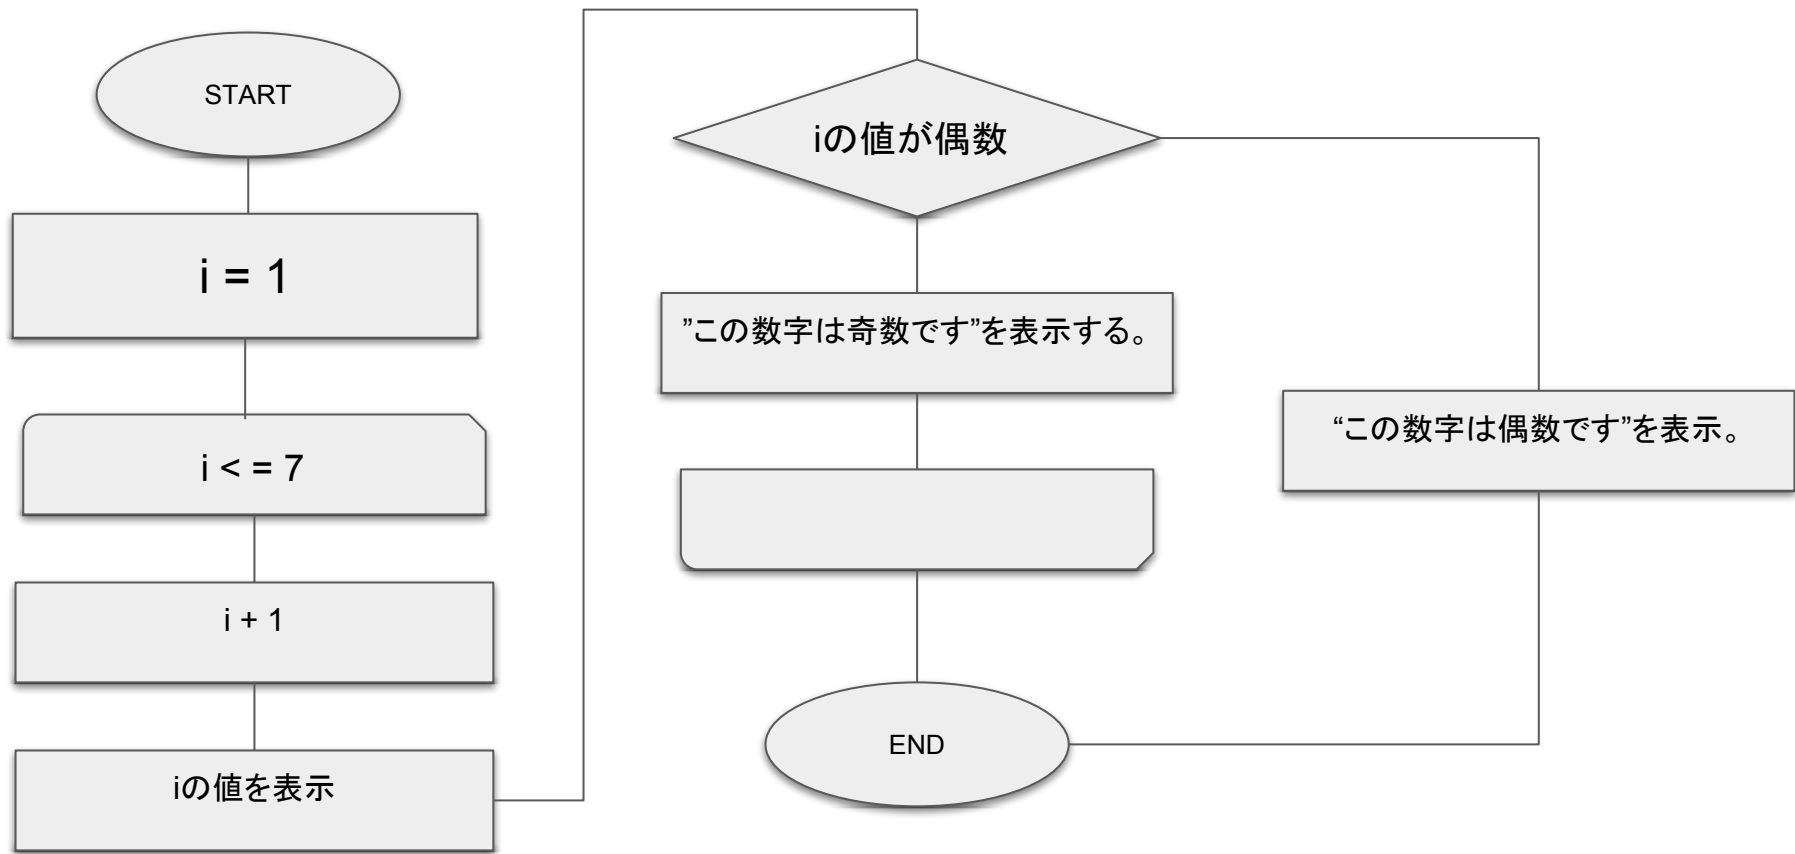 START
i = 1
i < = 7
i + 1
iの値を表示
iの値が偶数
”この数字は奇数です”を表示する。
“この数字は偶数です”を表示。
END